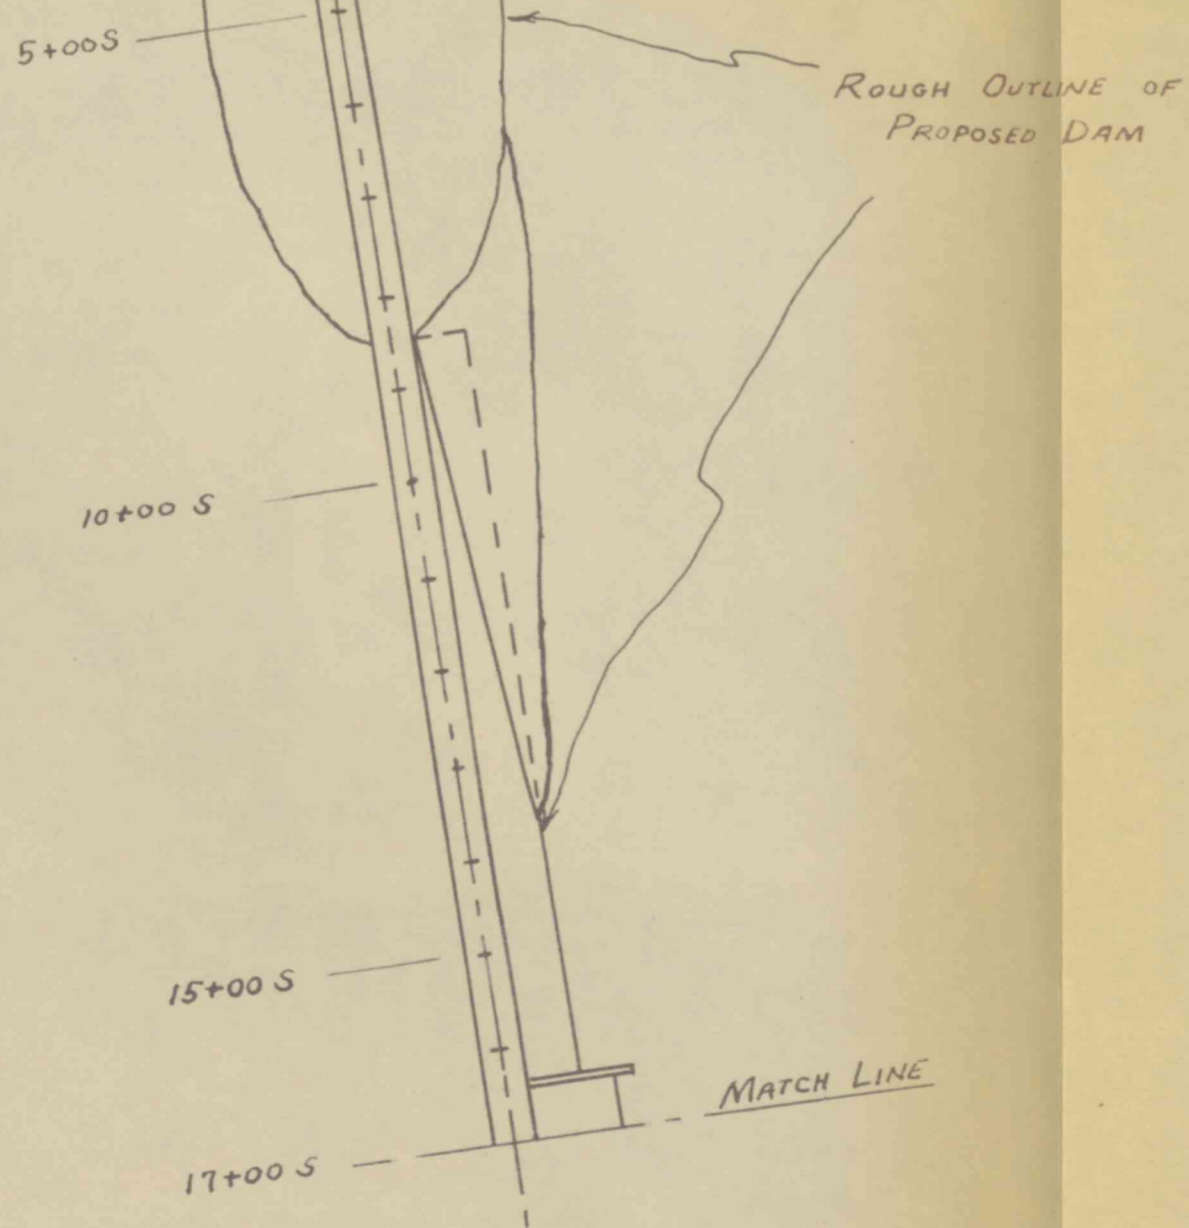 5+00S
ROUGH OUTLINE OF
PROPOSED DAM
10+00 S
15+00 S
MATCH LINE
17+00 S